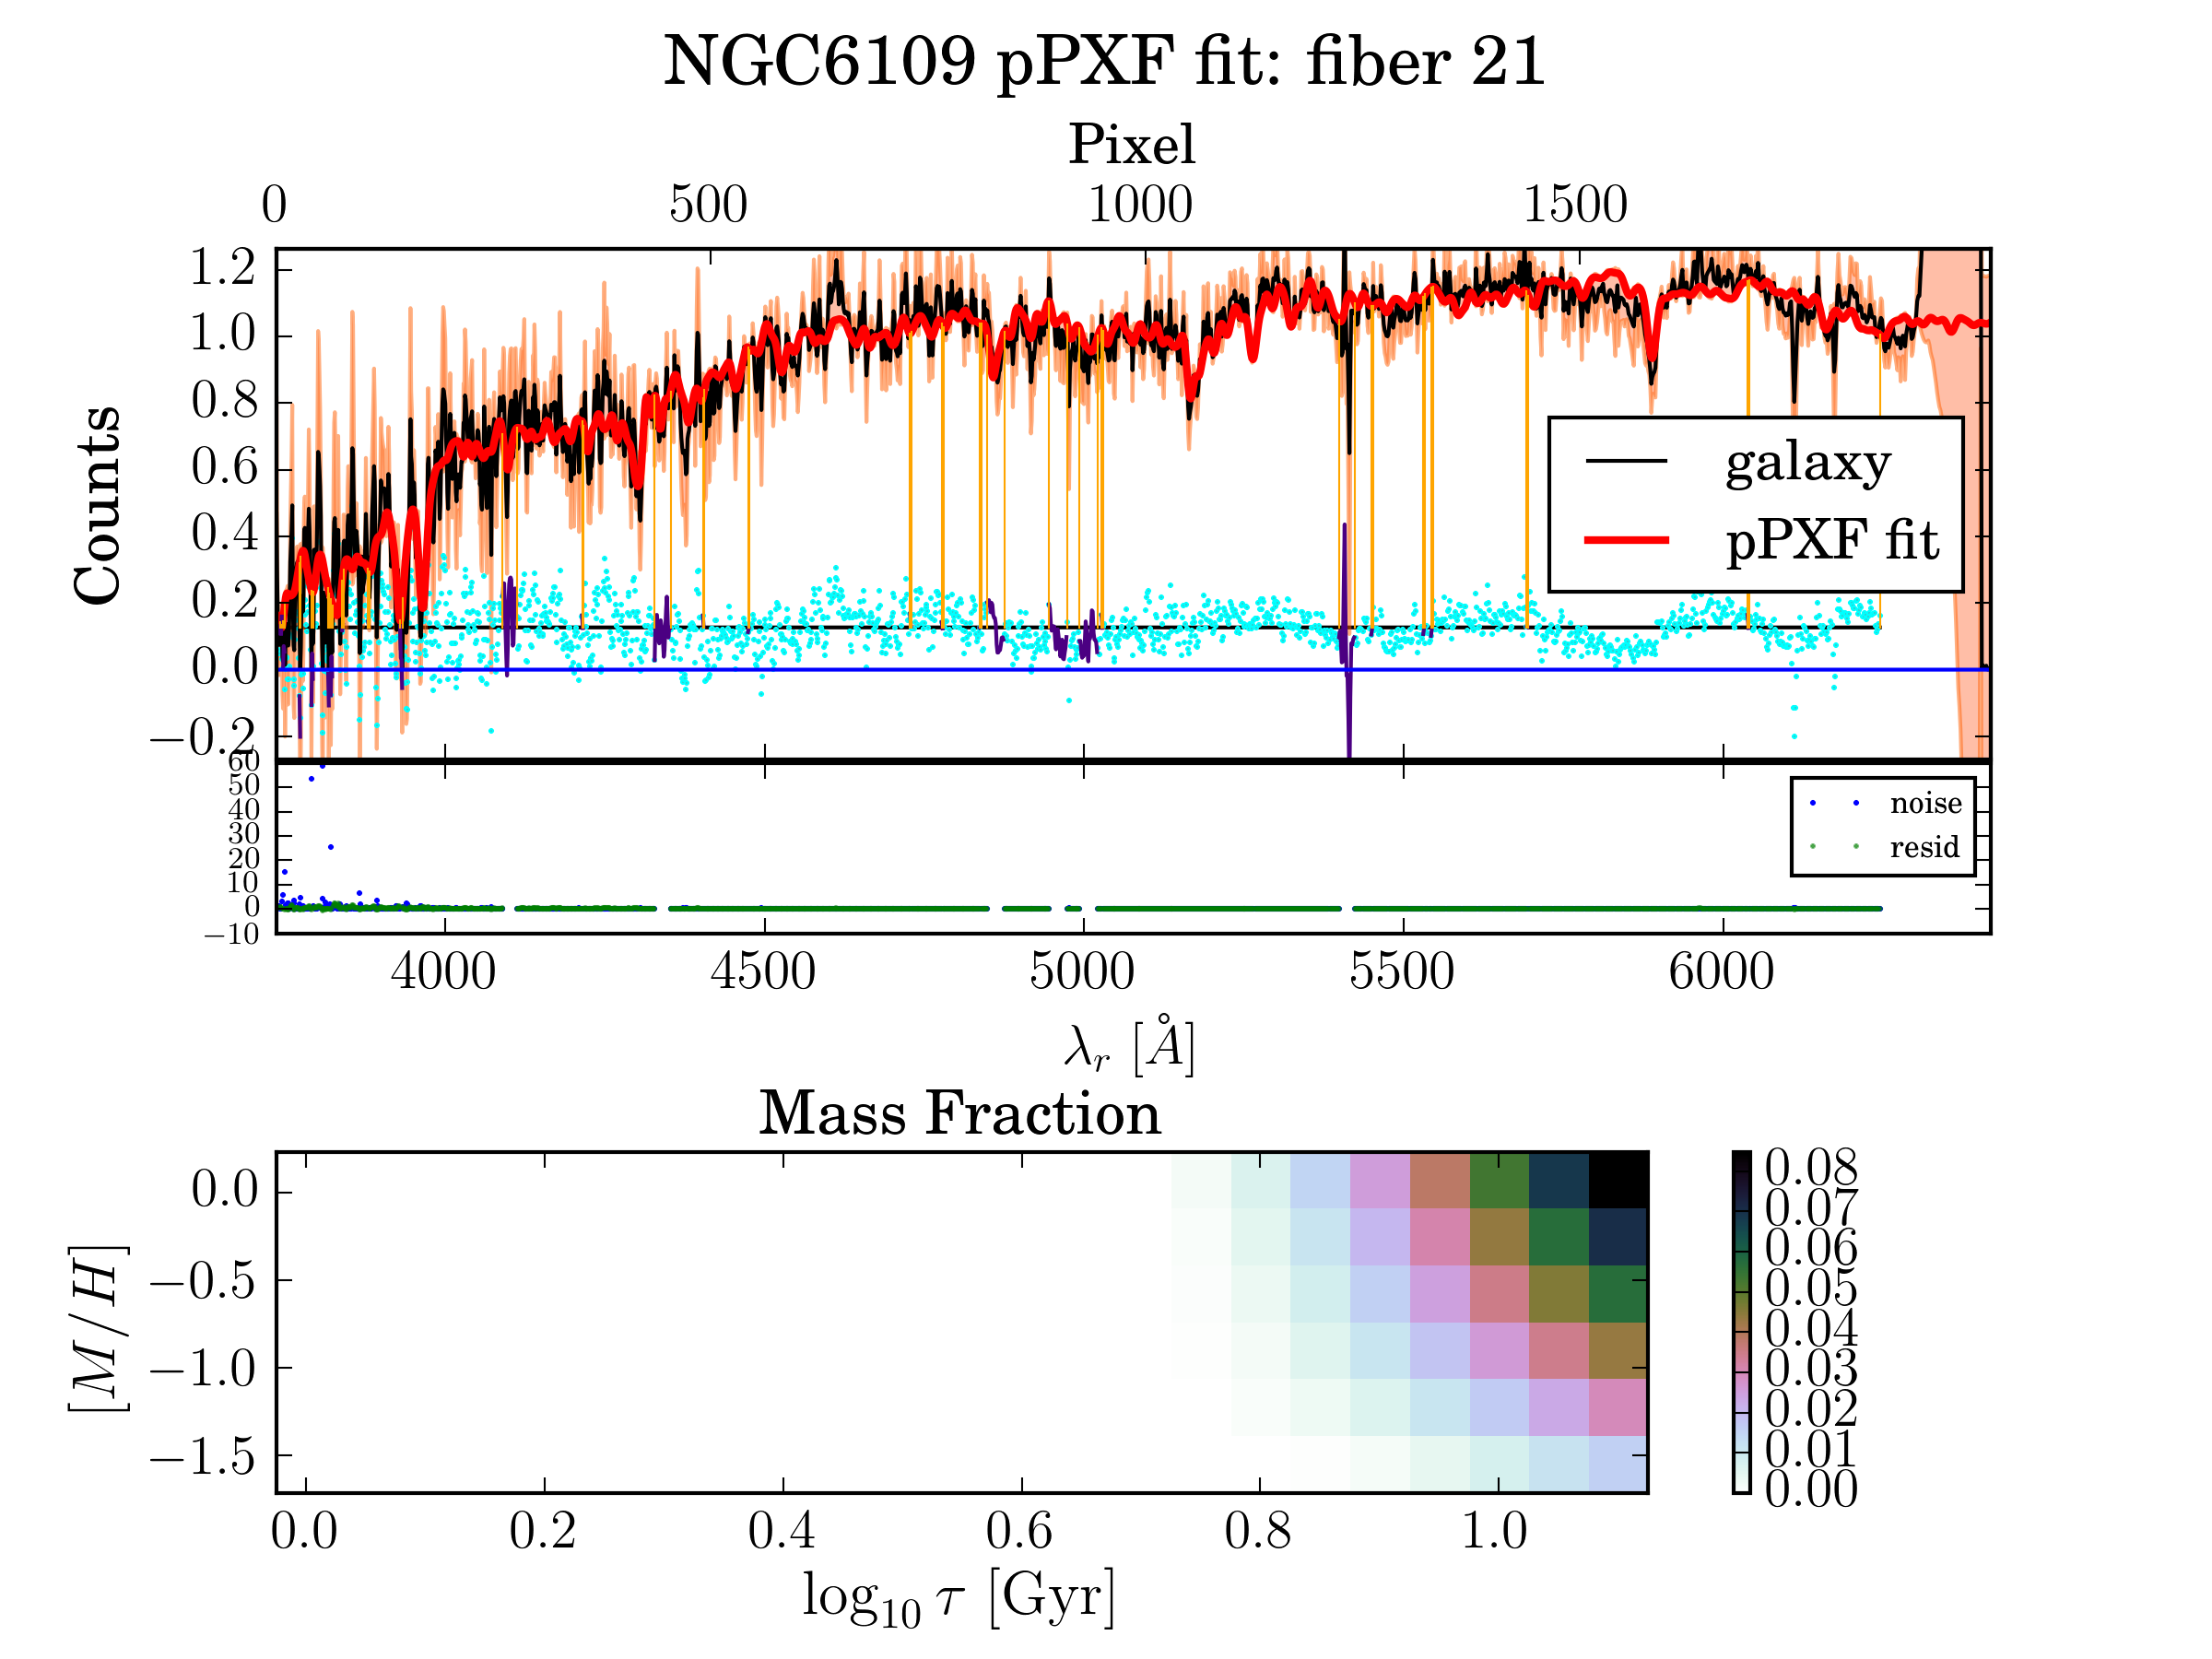 NGC6109 pPXF fit: fiber 21
Pixel
0 500 1000 1500
1.2
1.0
0.8
0.6
0.4
0.2
0.0
−0.2
Counts
galaxy
pPXF fit
60
50
40
30
20
10
0
−10
noise
resid
4000 4500 5000 5500 6000
λr [Å]
Mass Fraction
0.0
−0.5
−1.0
−1.5
[M/H]
0.08
0.07
0.06
0.05
0.04
0.03
0.02
0.01
0.00
0.0 0.2 0.4 0.6 0.8 1.0
log10 τ [Gyr]